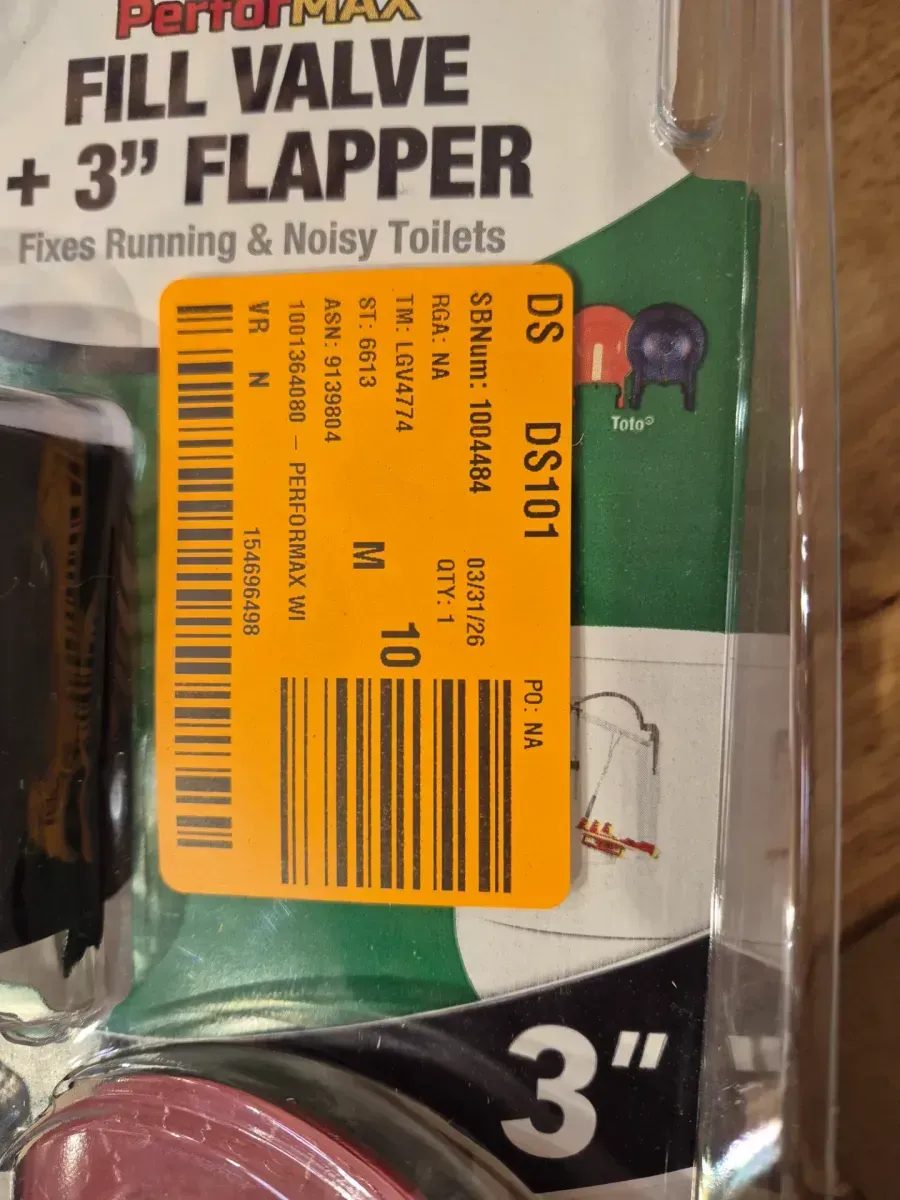 PerforMAX
FILL VALVE
+ 3” FLAPPER
Fixes Running & Noisy Toilets
DS DS101
PO: NA
SBNum: 1004484 03/31/26
RGA: NA QTY: 1
TM: LGV4774
10
ST: 6613 M
ASN: 9139804
1001364080 – PERFORMAX WI
VR N 154696498
Toto®
3”